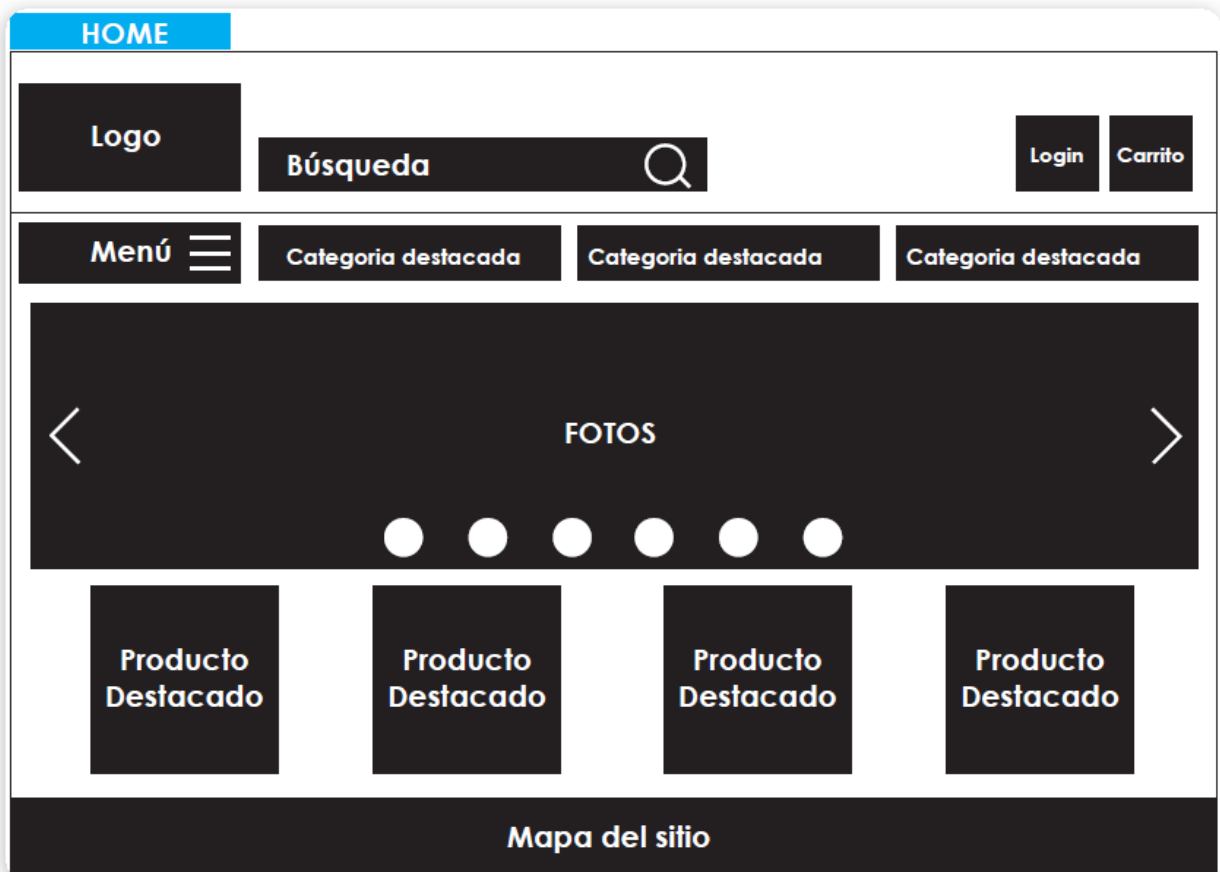 HOME
Logo
Búsqueda
Login
Carrito
Menú
Categoria destacada
Categoria destacada
Categoria destacada
FOTOS
Producto
Destacado
Producto
Destacado
Producto
Destacado
Producto
Destacado
Mapa del sitio